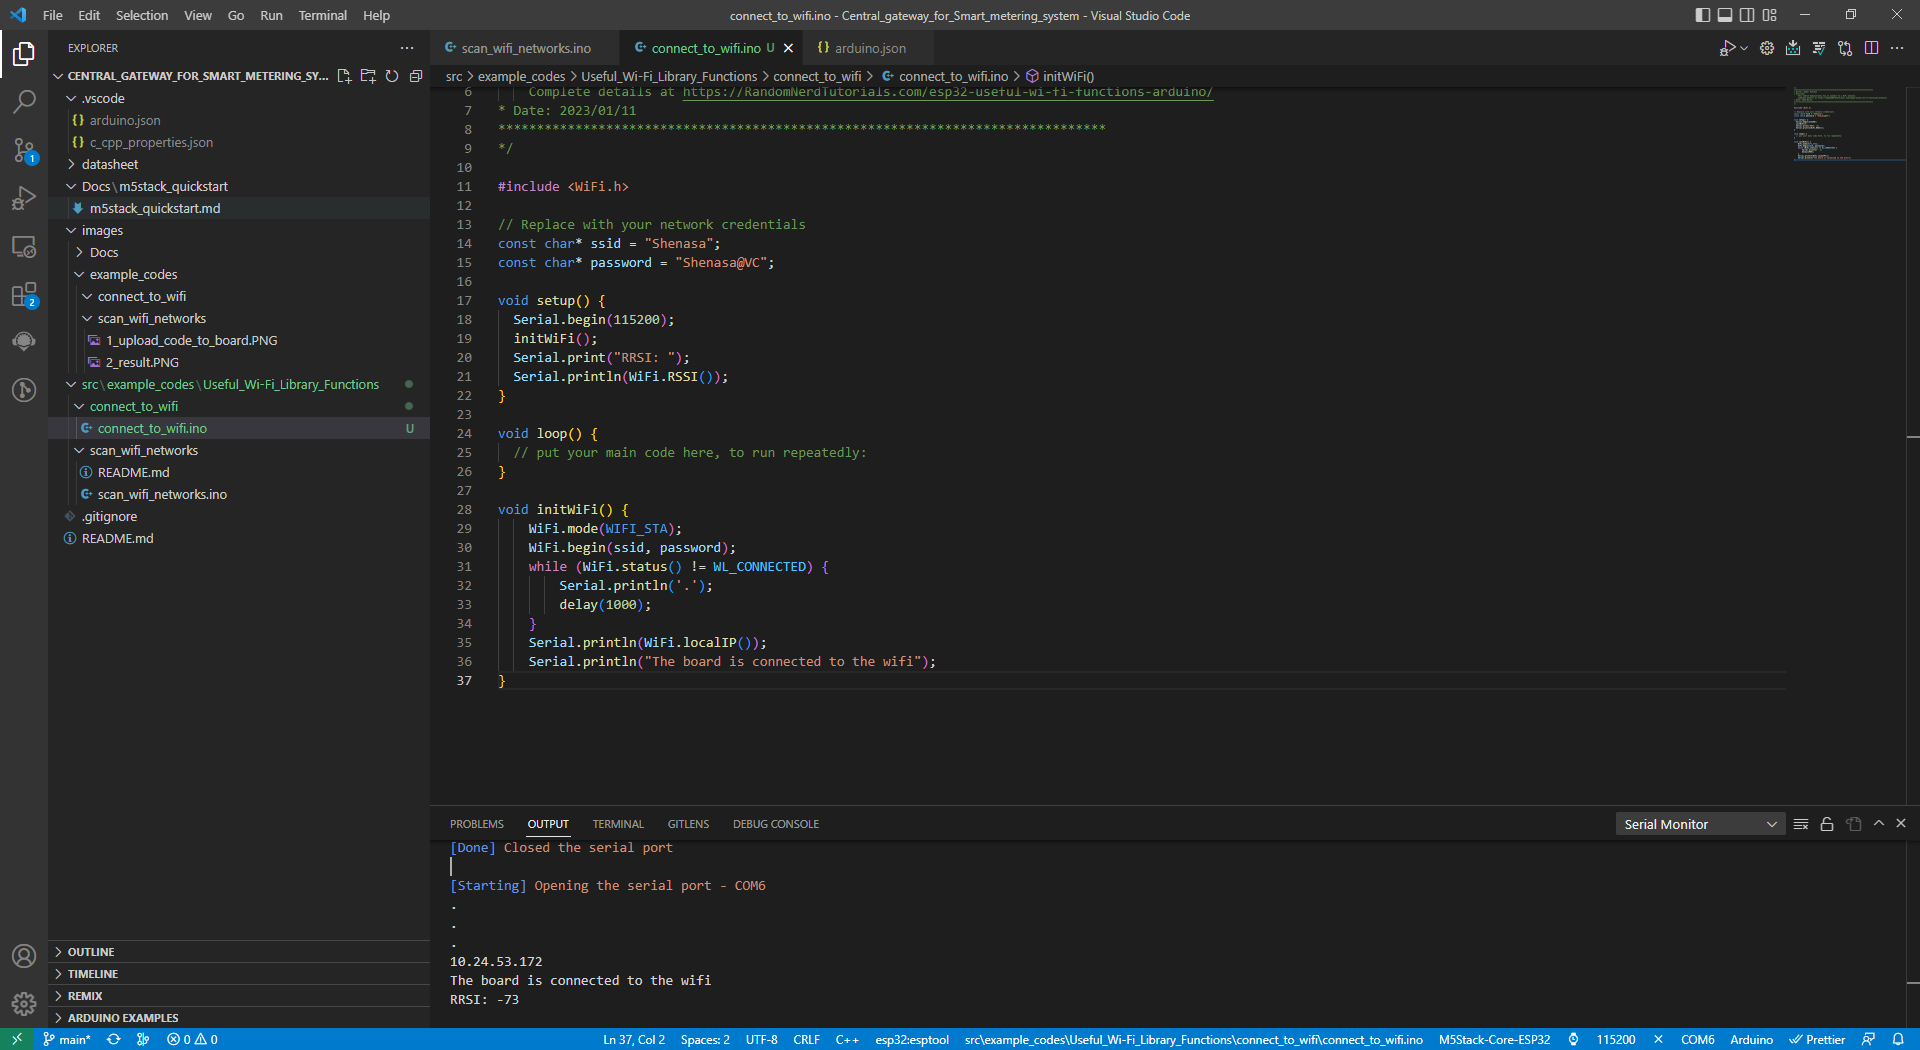 File Edit Selection View Go Run Terminal Help
connect_to_wifi.ino - Central_gateway_for_Smart_metering_system - Visual Studio Code
EXPLORER
CENTRAL_GATEWAY_FOR_SMART_METERING_SY...
.vscode
arduino.json
c_cpp_properties.json
datasheet
Docs\m5stack_quickstart
m5stack_quickstart.md
images
Docs
example_codes
connect_to_wifi
scan_wifi_networks
1_upload_code_to_board.PNG
2_result.PNG
src\example_codes\Useful_Wi-Fi_Library_Functions
connect_to_wifi
connect_to_wifi.ino U
scan_wifi_networks
README.md
scan_wifi_networks.ino
.gitignore
README.md
OUTLINE
TIMELINE
REMIX
ARDUINO EXAMPLES
1
2
scan_wifi_networks.ino connect_to_wifi.ino U arduino.json
src > example_codes > Useful_Wi-Fi_Library_Functions > connect_to_wifi > connect_to_wifi.ino > initWiFi()
6 Complete details at https://RandomNerdTutorials.com/esp32-useful-wi-fi-functions-arduino/
7 * Date: 2023/01/11
8 *******************************************************************************
9 */
10
11 #include <WiFi.h>
12
13 // Replace with your network credentials
14 const char* ssid = "Shenasa";
15 const char* password = "Shenasa@VC";
16
17 void setup() {
18 Serial.begin(115200);
19 initWiFi();
20 Serial.print("RRSI: ");
21 Serial.println(WiFi.RSSI());
22 }
23
24 void loop() {
25 // put your main code here, to run repeatedly:
26 }
27
28 void initWiFi() {
29 WiFi.mode(WIFI_STA);
30 WiFi.begin(ssid, password);
31 while (WiFi.status() != WL_CONNECTED) {
32 Serial.println('.');
33 delay(1000);
34 }
35 Serial.println(WiFi.localIP());
36 Serial.println("The board is connected to the wifi");
37 }
PROBLEMS OUTPUT TERMINAL GITLENS DEBUG CONSOLE
Serial Monitor
[Done] Closed the serial port
[Starting] Opening the serial port - COM6
.
.
.
10.24.53.172
The board is connected to the wifi
RRSI: -73
main* 0 0 Ln 37, Col 2 Spaces: 2 UTF-8 CRLF C++ esp32:esptool src\example_codes\Useful_Wi-Fi_Library_Functions\connect_to_wifi\connect_to_wifi.ino M5Stack-Core-ESP32 115200 COM6 Arduino Prettier